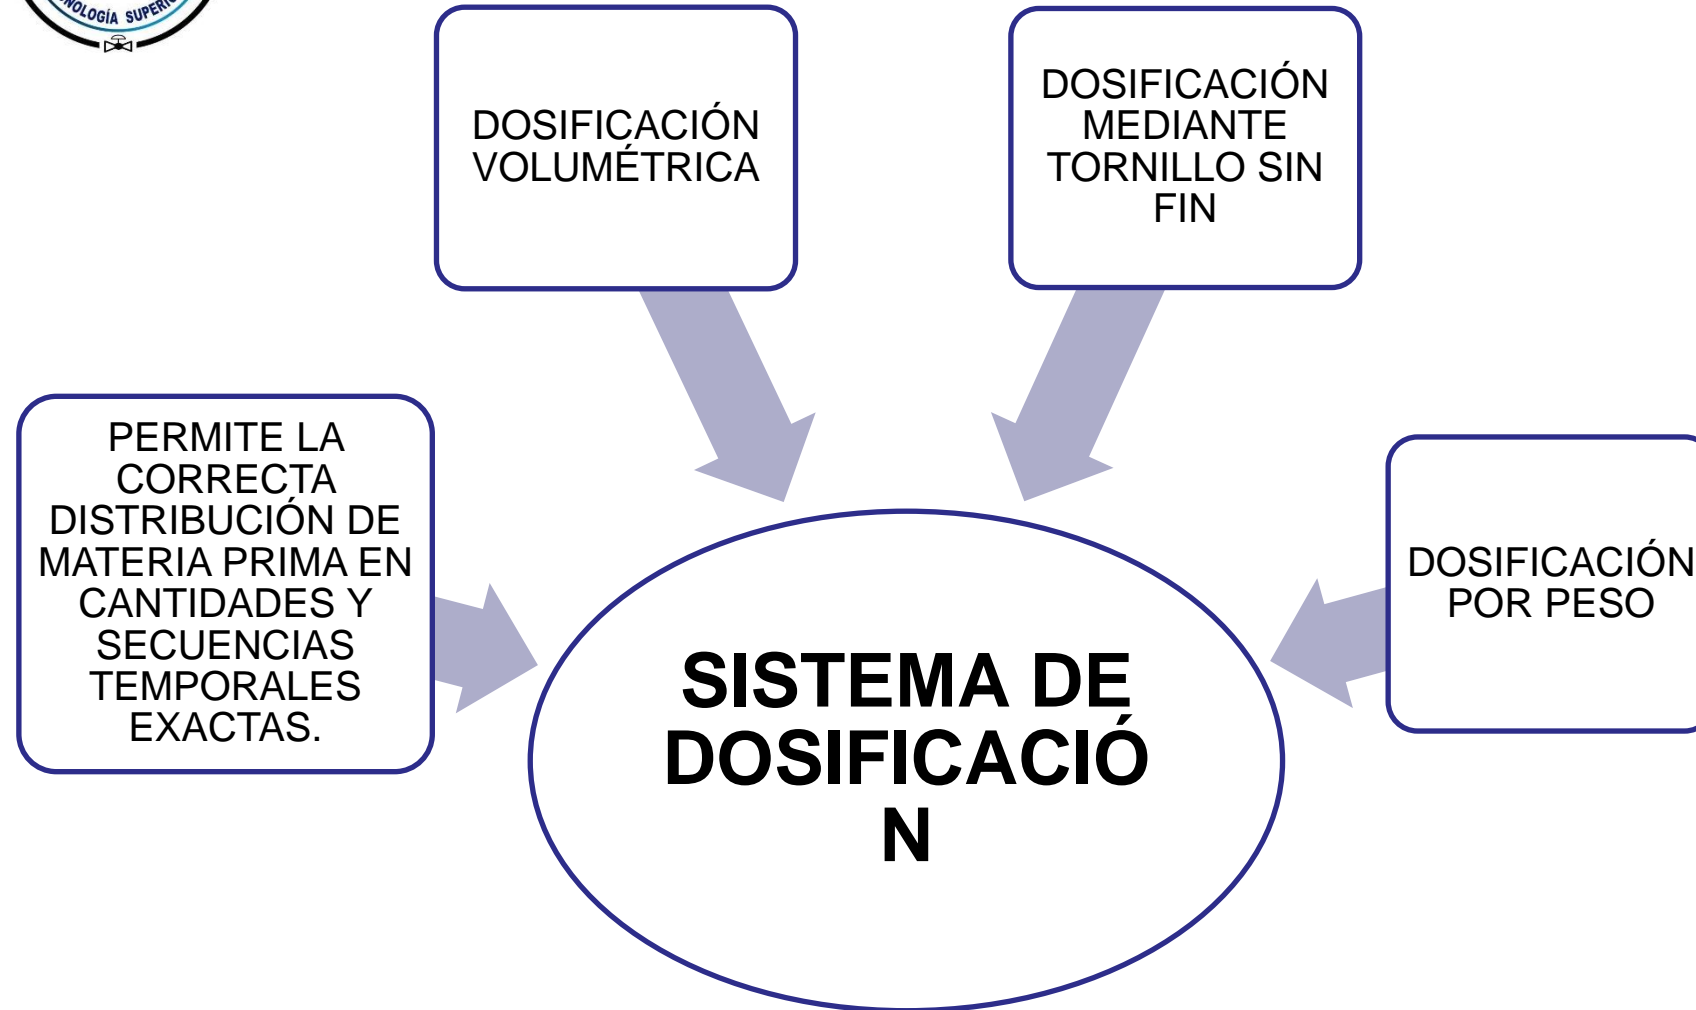 DOSIFICACIÓN
VOLUMÉTRICA
DOSIFICACIÓN
MEDIANTE
TORNILLO SIN
FIN
PERMITE LA
CORRECTA
DISTRIBUCIÓN DE
MATERIA PRIMA EN
CANTIDADES Y
SECUENCIAS
TEMPORALES
EXACTAS.
DOSIFICACIÓN
POR PESO
SISTEMA DE
DOSIFICACIÓ
N